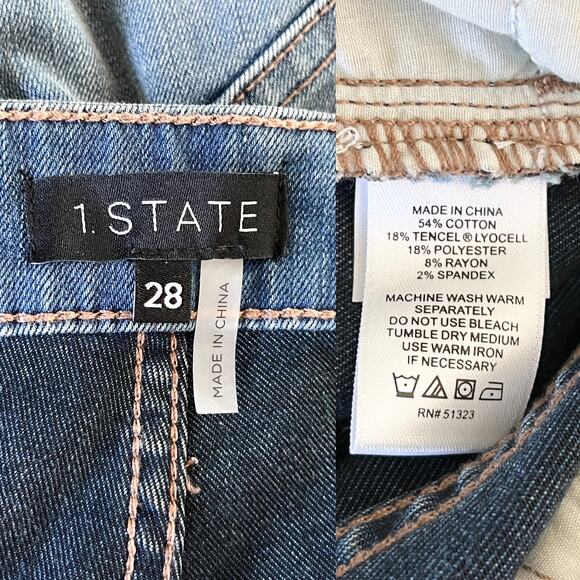 1. STATE
28
MADE IN CHINA
MADE IN CHINA
54% COTTON
18% TENCEL® LYOCELL
18% POLYESTER
8% RAYON
2% SPANDEX
MACHINE WASH WARM
SEPARATELY
DO NOT USE BLEACH
TUMBLE DRY MEDIUM
USE WARM IRON
IF NECESSARY
RN# 51323